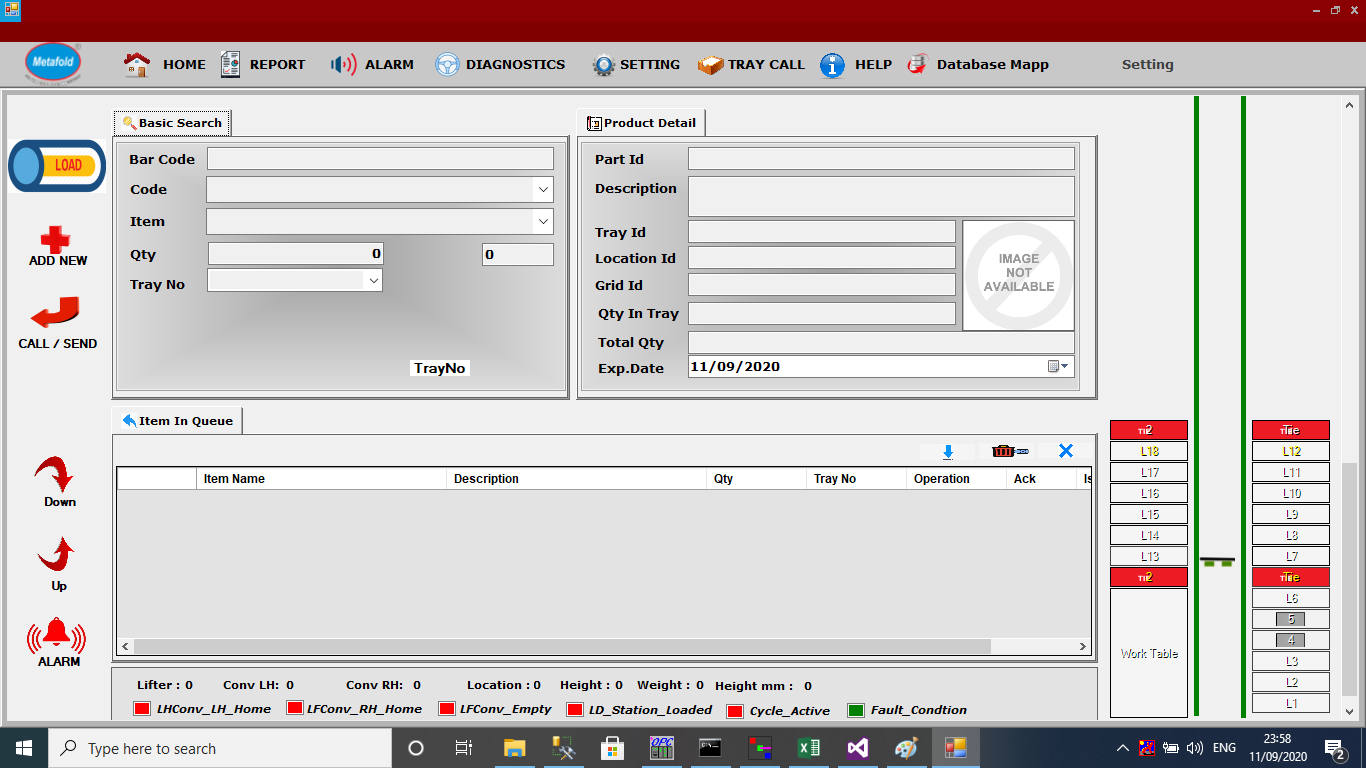 Metafold
HOME
REPORT
ALARM
DIAGNOSTICS
SETTING
TRAY CALL
HELP
Database Mapp
Setting
LOAD
ADD NEW
CALL / SEND
Down
Up
ALARM
Basic Search
Bar Code
Code
Item
Qty 0 0
Tray No
TrayNo
Product Detail
Part Id
Description
Tray Id
Location Id
Grid Id
Qty In Tray
Total Qty
Exp.Date 11/09/2020
IMAGE
NOT
AVAILABLE
Item In Queue
Item Name Description Qty Tray No Operation Ack Is
Lifter : 0 Conv LH: 0 Conv RH: 0 Location : 0 Height : 0 Weight : 0 Height mm : 0
LHConv_LH_Home LFConv_RH_Home LFConv_Empty LD_Station_Loaded Cycle_Active Fault_Condtion
L18
L17
L16
L15
L14
L13
Work Table
L12
L11
L10
L9
L8
L7
L6
5
4
L3
L2
L1
Type here to search
OPC
ENG
23:58
11/09/2020
2